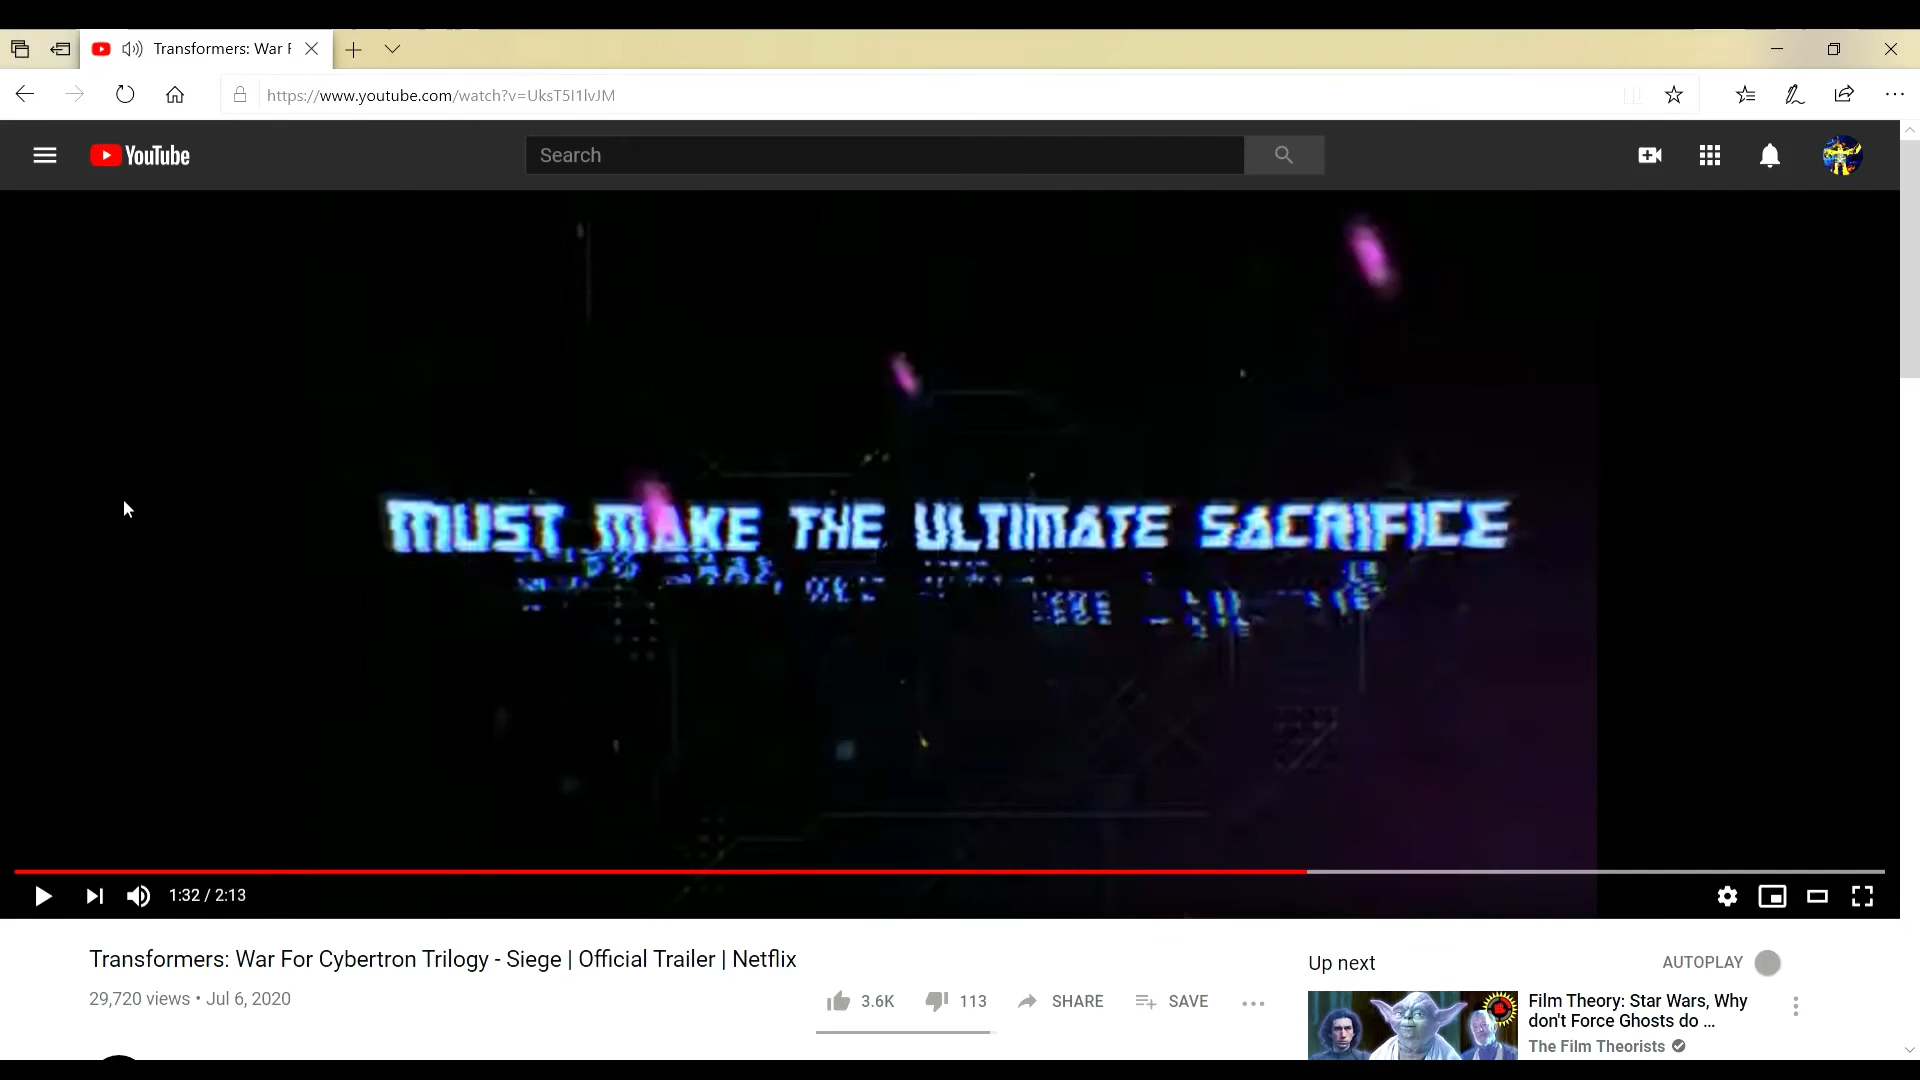 Transformers: War F
https://www.youtube.com/watch?v=UksT5I1lvJM
YouTube
Search
MUST MAKE THE ULTIMATE SACRIFICE
1:32 / 2:13
Transformers: War For Cybertron Trilogy - Siege | Official Trailer | Netflix
29,720 views • Jul 6, 2020
3.6K
113
SHARE
SAVE
Up next
AUTOPLAY
Film Theory: Star Wars, Why
don't Force Ghosts do ...
The Film Theorists